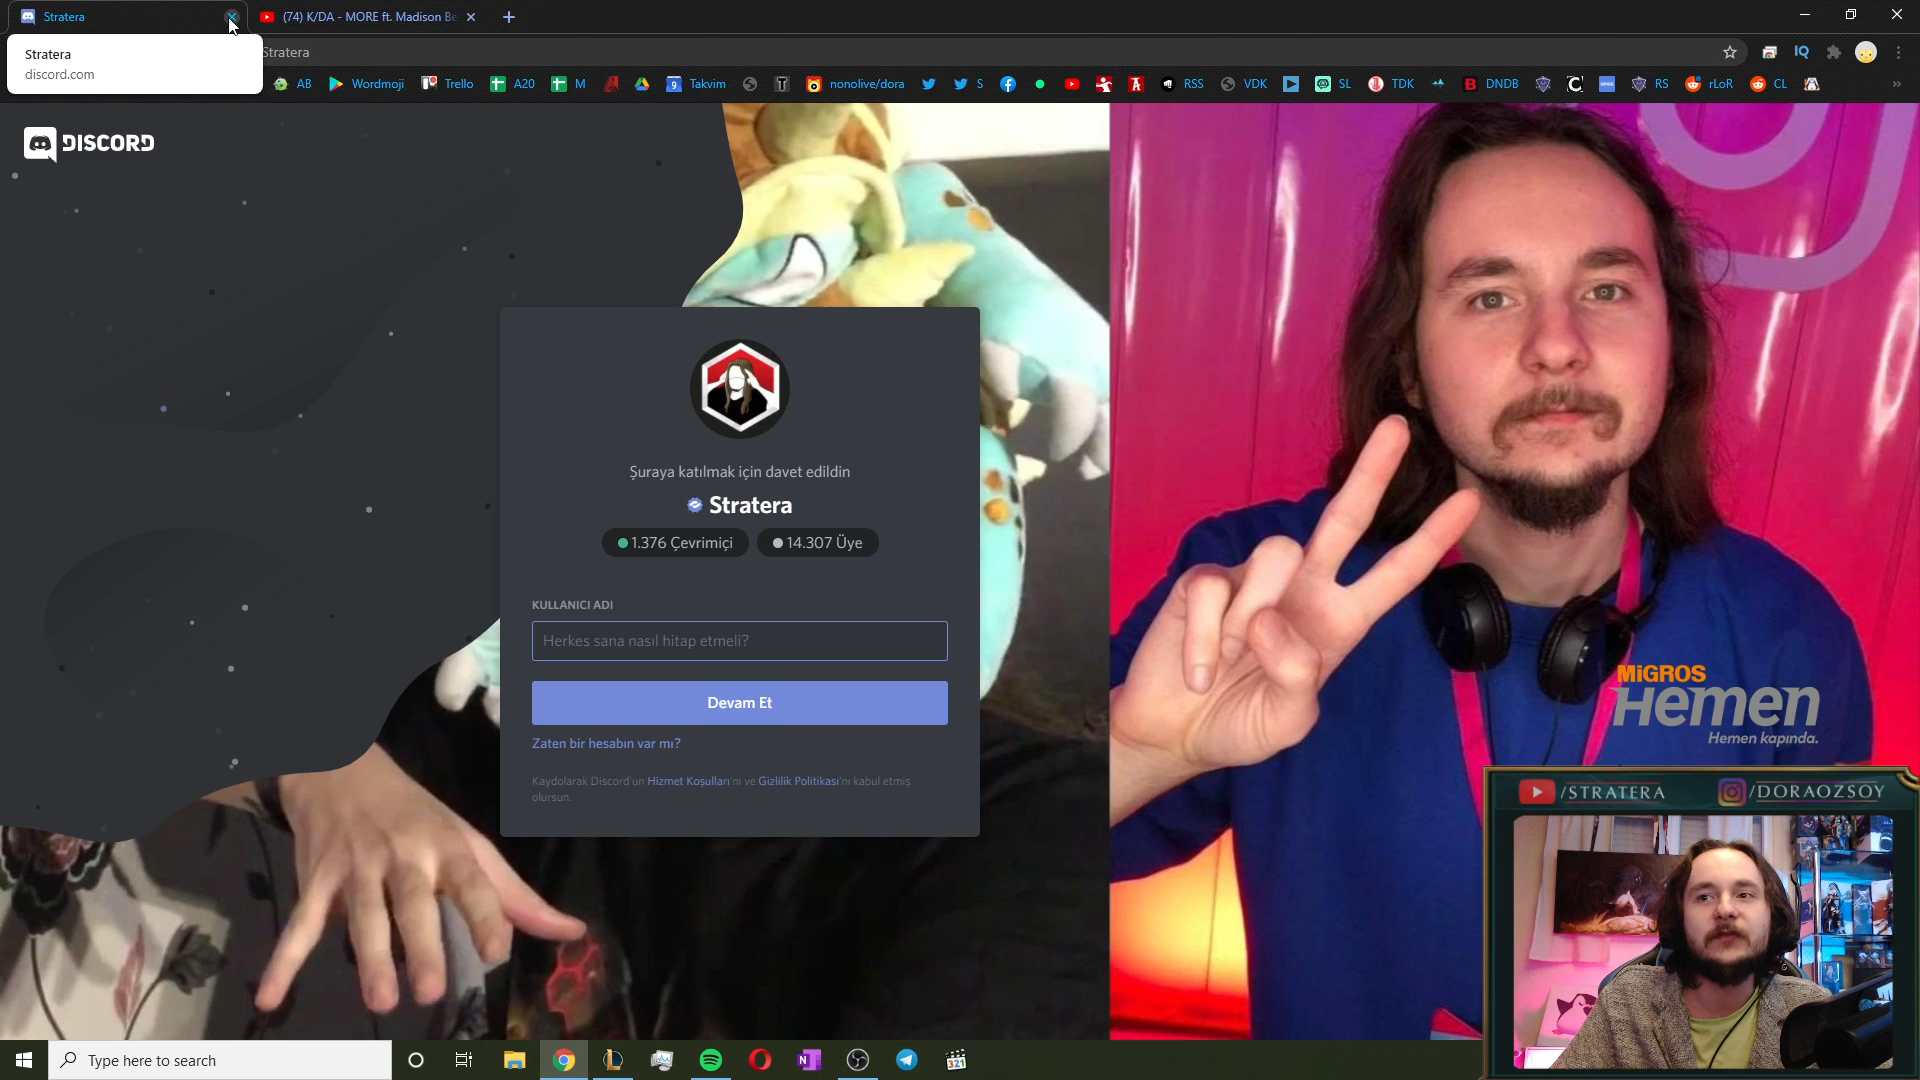 Stratera
(74) K/DA - MORE ft. Madison Be
Stratera
discord.com
Stratera
AB
Wordmoji
Trello
A20
M
Takvim
nonolive/dora
S
RSS
VDK
SL
TDK
DNDB
RS
rLoR
CL
DISCORD
Şuraya katılmak için davet edildin
Stratera
1.376 Çevrimiçi
14.307 Üye
KULLANICI ADI
Herkes sana nasıl hitap etmeli?
Devam Et
Zaten bir hesabın var mı?
Kaydolarak Discord'un Hizmet Koşulları'nı ve Gizlilik Politikası'nı kabul etmiş
olursun.
MiGROS
Hemen
Hemen kapında.
/STRATERA
/DORAOZSOY
Type here to search